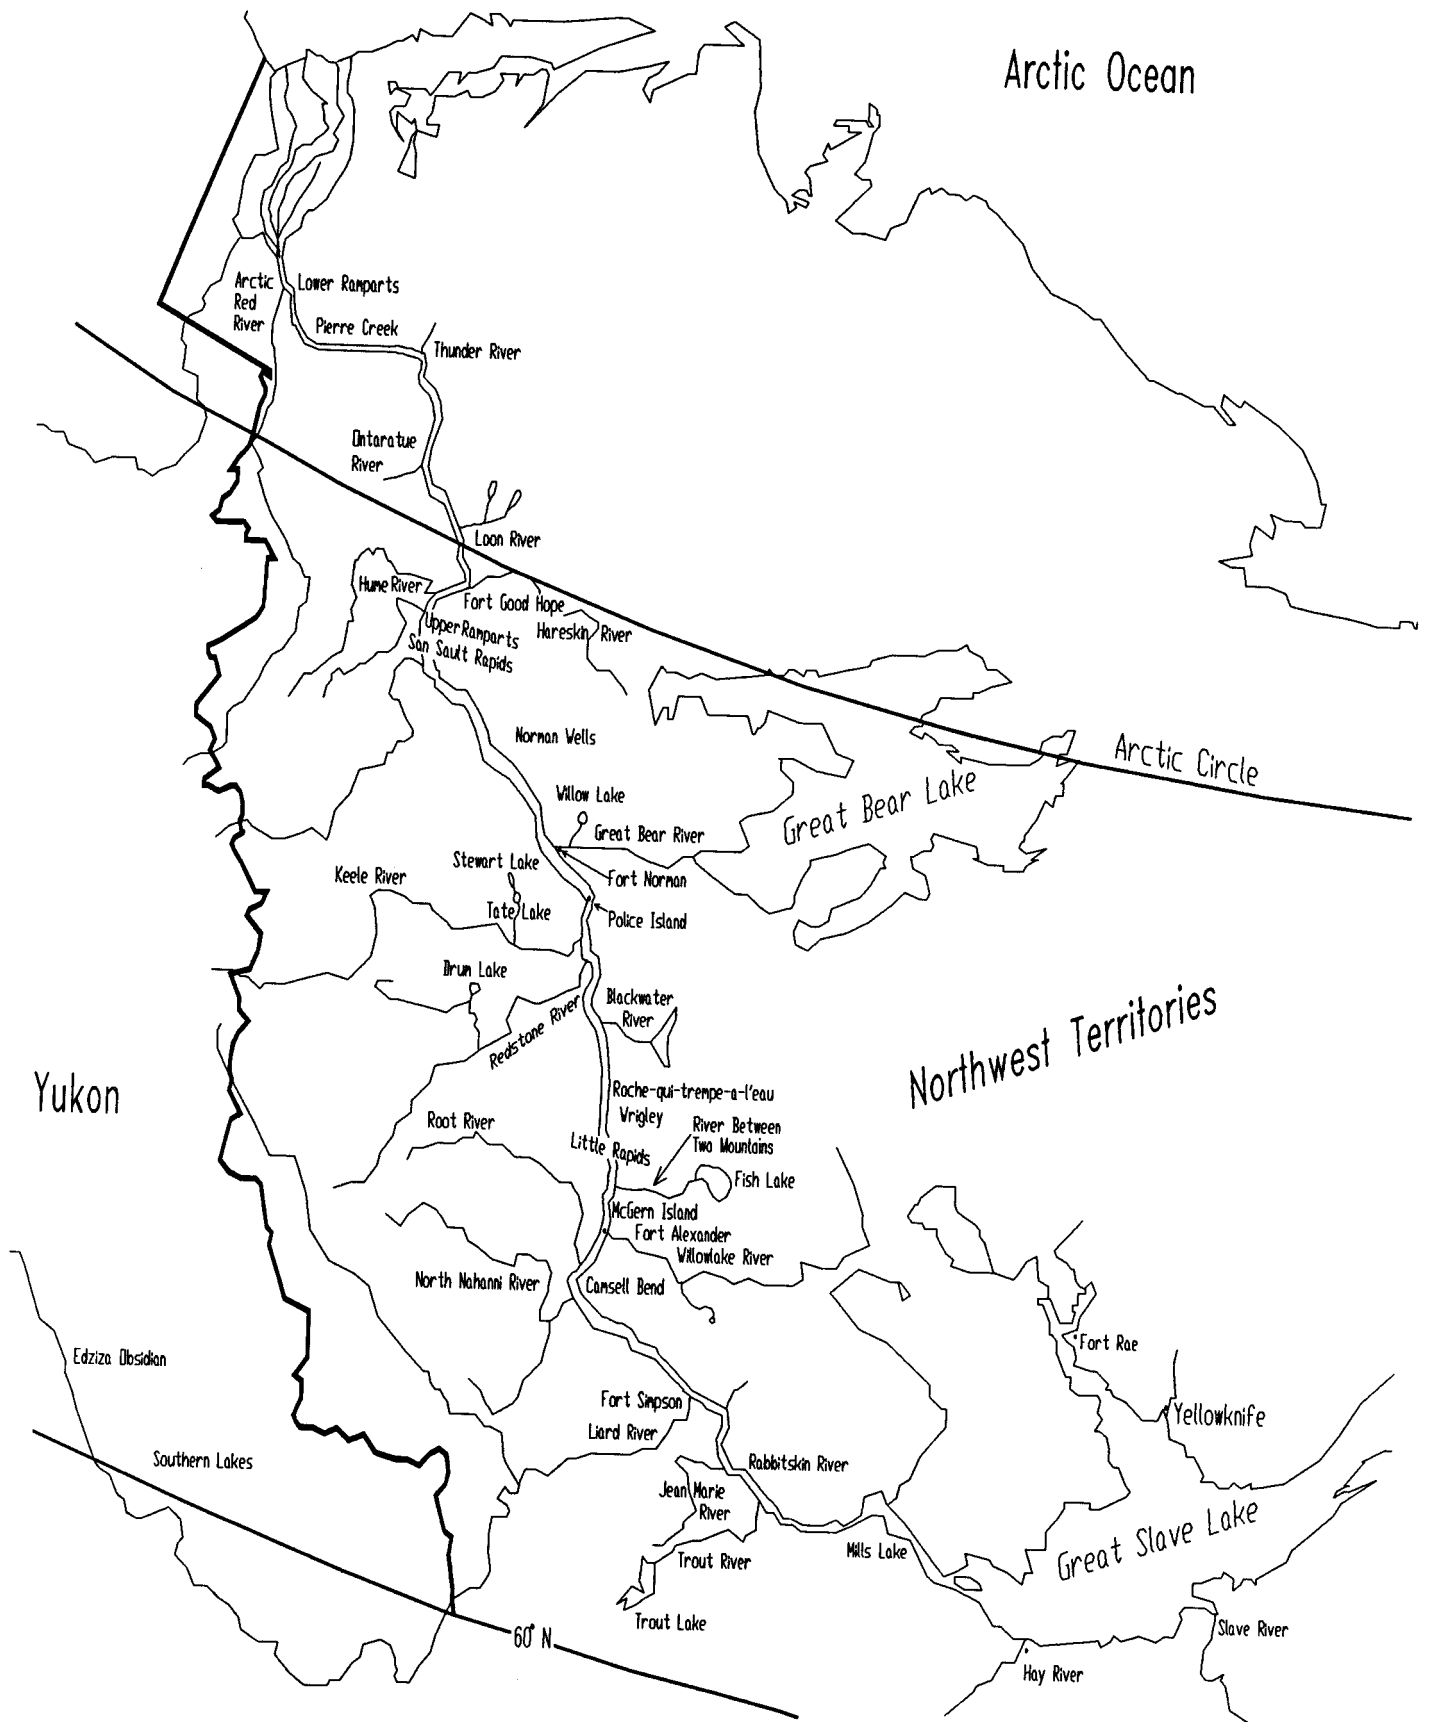 Arctic Ocean
Arctic
Red
River
Lower Ramparts
Pierre Creek
Thunder River
Ontaratue
River
Loon River
Hume River
Fort Good Hope
Upper Ramparts
Hareskin River
San Sault Rapids
Norman Wells
Arctic Circle
Willow Lake
Great Bear Lake
Great Bear River
Stewart Lake
Keele River
Fort Norman
Tate Lake
Police Island
Drum Lake
Blackwater
River
Redstone River
Northwest Territories
Yukon
Roche-qui-trempe-a-l'eau
Wrigley
Root River
River Between
Two Mountains
Little Rapids
Fish Lake
McGern Island
Fort Alexander
Willowlake River
North Nahanni River
Camsell Bend
Fort Rae
Edziza Obsidian
Fort Simpson
Yellowknife
Liard River
Southern Lakes
Rabbitskin River
Jean Marie
River
Great Slave Lake
Mills Lake
Trout River
Trout Lake
60° N
Slave River
Hay River